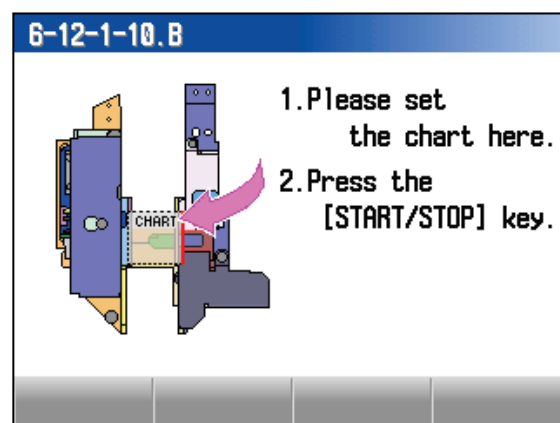 6-12-1-10.B
1.Please set
the chart here.
2.Press the
[START/STOP] key.
CHART